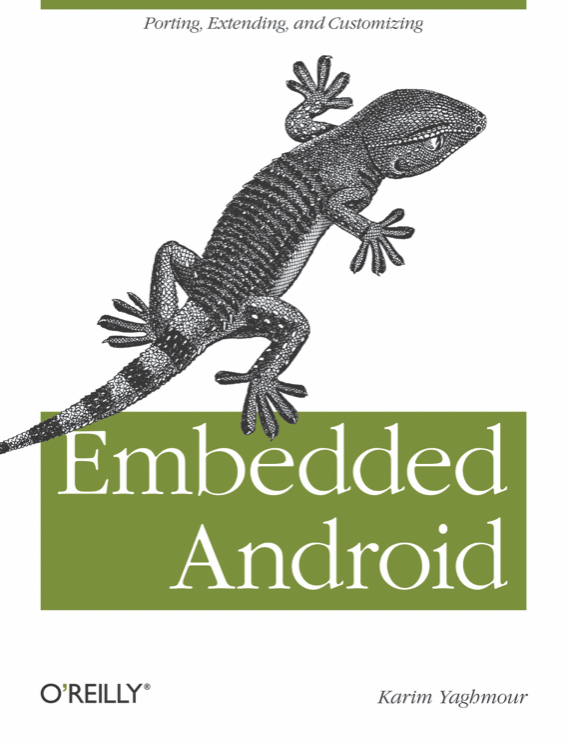 Porting, Extending, and Customizing
Embedded
Android
O'REILLY®
Karim Yaghmour